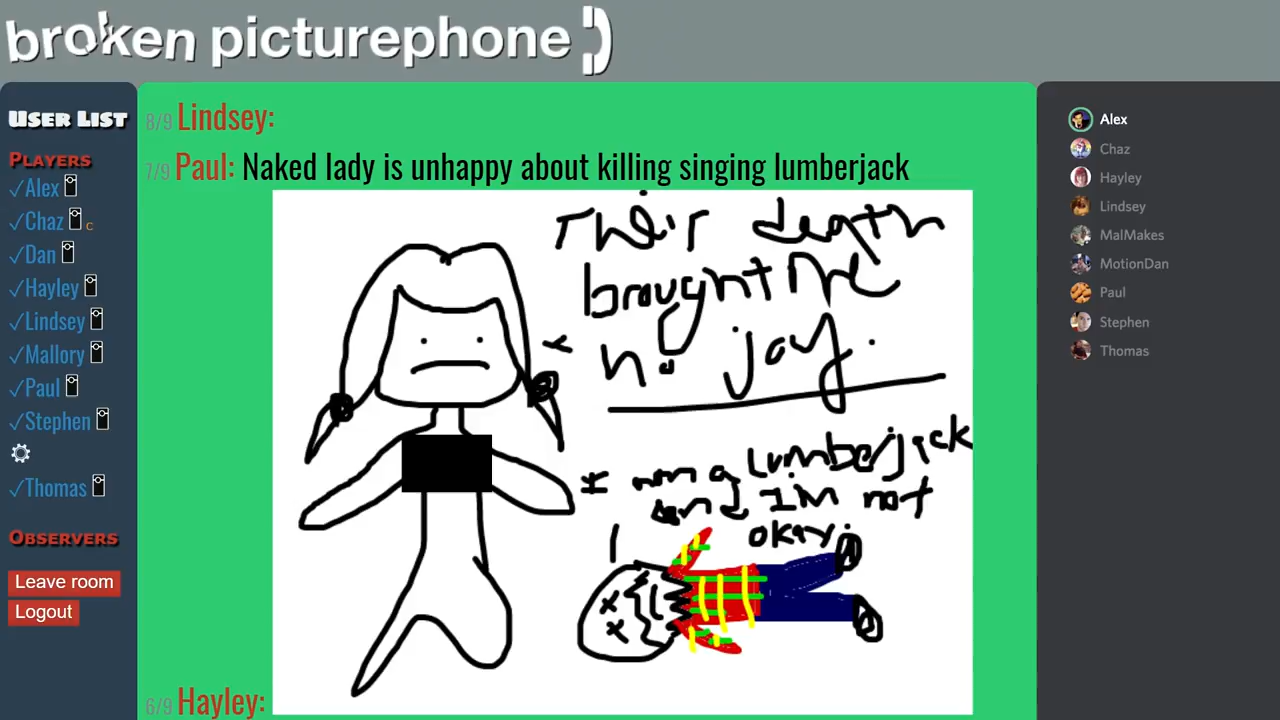 broken picturephone
USER LIST
PLAYERS
✓Alex
✓Chaz c
✓Dan
✓Hayley
✓Lindsey
✓Mallory
✓Paul
✓Stephen
✓Thomas
OBSERVERS
Leave room
Logout
8/9 Lindsey:
7/9 Paul: Naked lady is unhappy about killing singing lumberjack
Their death
brought me
no joy.
lumberjack
I'm not
okay.
6/9 Hayley:
Alex
Chaz
Hayley
Lindsey
MalMakes
MotionDan
Paul
Stephen
Thomas